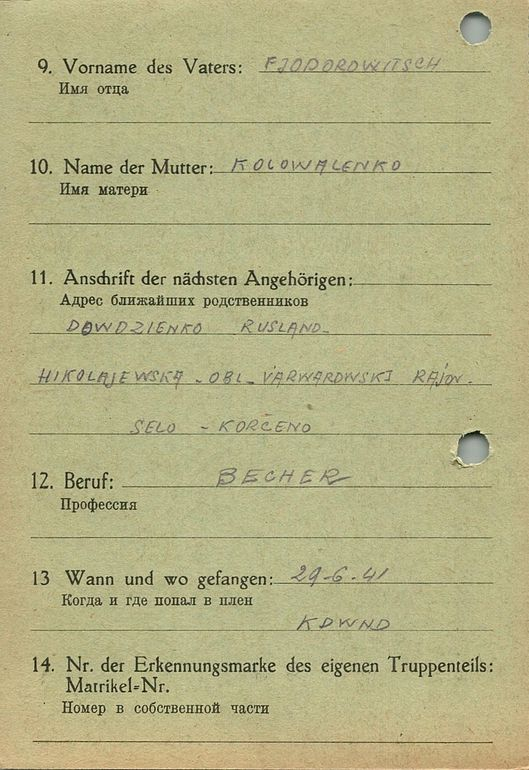 9. Vorname des Vaters: FJODOROWITSCH
Имя отца
10. Name der Mutter: KOLOWALENKO
Имя матери
11. Anschrift der nächsten Angehörigen:
Адрес ближайших родственников
DOWDZIENKO RUSLAND-
NIKOLAJEWSKA - OBL - VARWAROWSKI RAJON.
SELO - KORČENO
12. Beruf: BECHER
Профессия
13 Wann und wo gefangen: 29-6-41
Когда и где попал в плен
KOWNO
14. Nr. der Erkennungsmarke des eigenen Truppenteils:
Matrikel-Nr.
Номер в собственной части